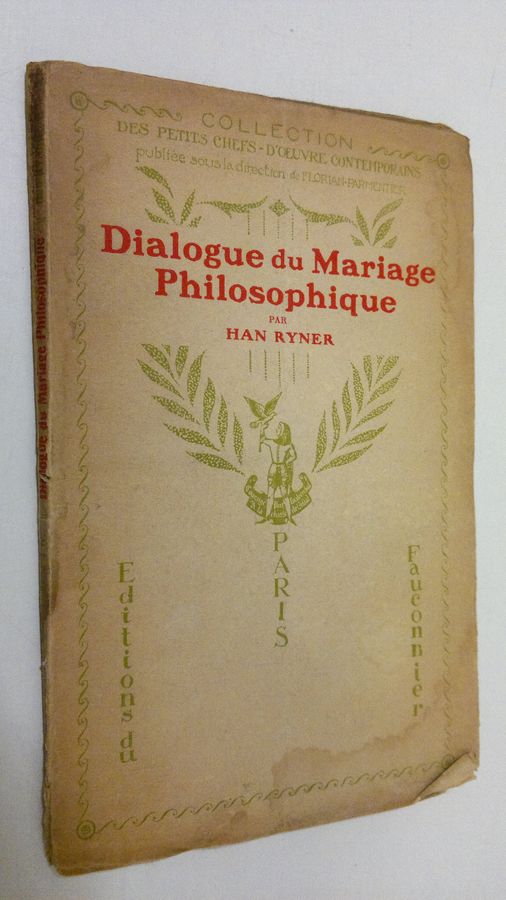 COLLECTION
DES PETITS CHEFS-D'ŒUVRE CONTEMPORAINS
publiée sous la direction de FLORIAN-PARMENTIER
Dialogue du Mariage
Philosophique
PAR
HAN RYNER
PARIS
Editions du
Fauconnier
Dialogue du Mariage Philosophique